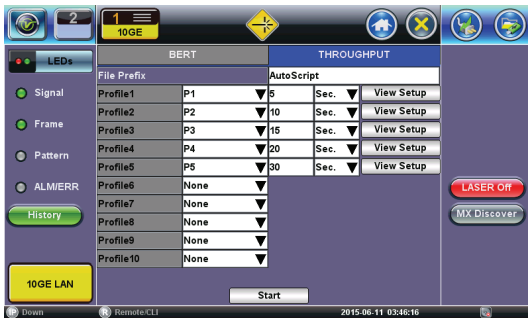 2 1 10GE
LEDs BERT THROUGHPUT
File Prefix AutoScript
Signal Profile1 P1 5 Sec. View Setup
Profile2 P2 10 Sec. View Setup
Frame Profile3 P3 15 Sec. View Setup
Profile4 P4 20 Sec. View Setup
Pattern Profile5 P5 30 Sec. View Setup
ALM/ERR Profile6 None LASER Off
Profile7 None
History Profile8 None MX Discover
Profile9 None
Profile10 None
10GE LAN
Start
IP Down R Remote/CLI 2015-06-11 03:46:16